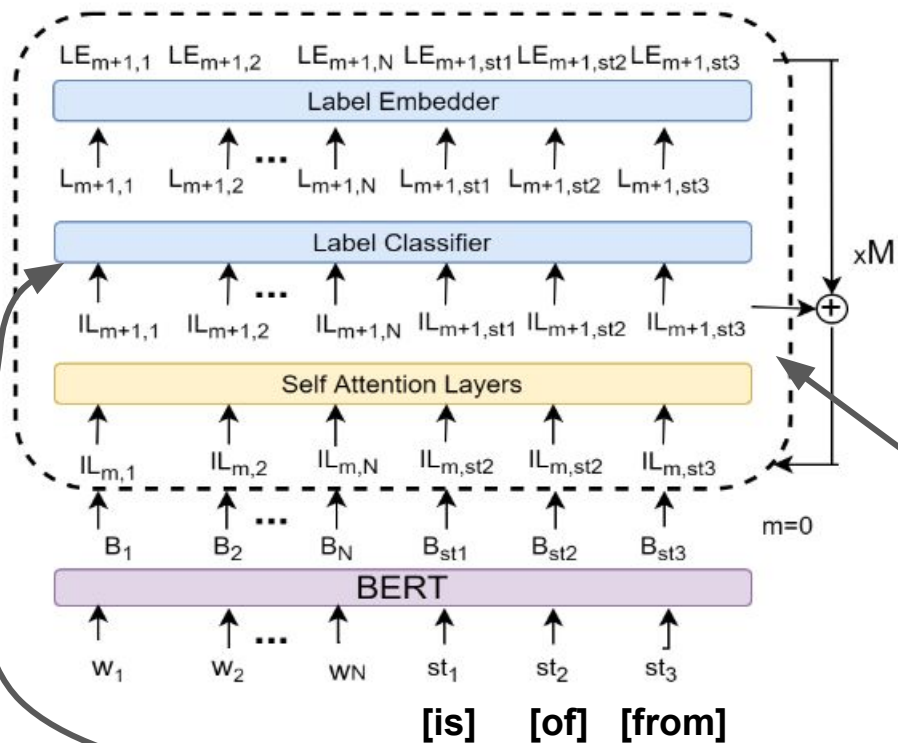 LEm+1,1 LEm+1,2 LEm+1,N LEm+1,st1 LEm+1,st2 LEm+1,st3
Label Embedder
...
Lm+1,1 Lm+1,2 Lm+1,N Lm+1,st1 Lm+1,st2 Lm+1,st3
Label Classifier
xM
...
ILm+1,1 ILm+1,2 ILm+1,N ILm+1,st1 ILm+1,st2 ILm+1,st3
+
Self Attention Layers
ILm,1 ILm,2 ILm,N ILm,st2 ILm,st2 ILm,st3
...
m=0
B1 B2 BN Bst1 Bst2 Bst3
BERT
...
w1 w2 wN st1 st2 st3
[is] [of] [from]